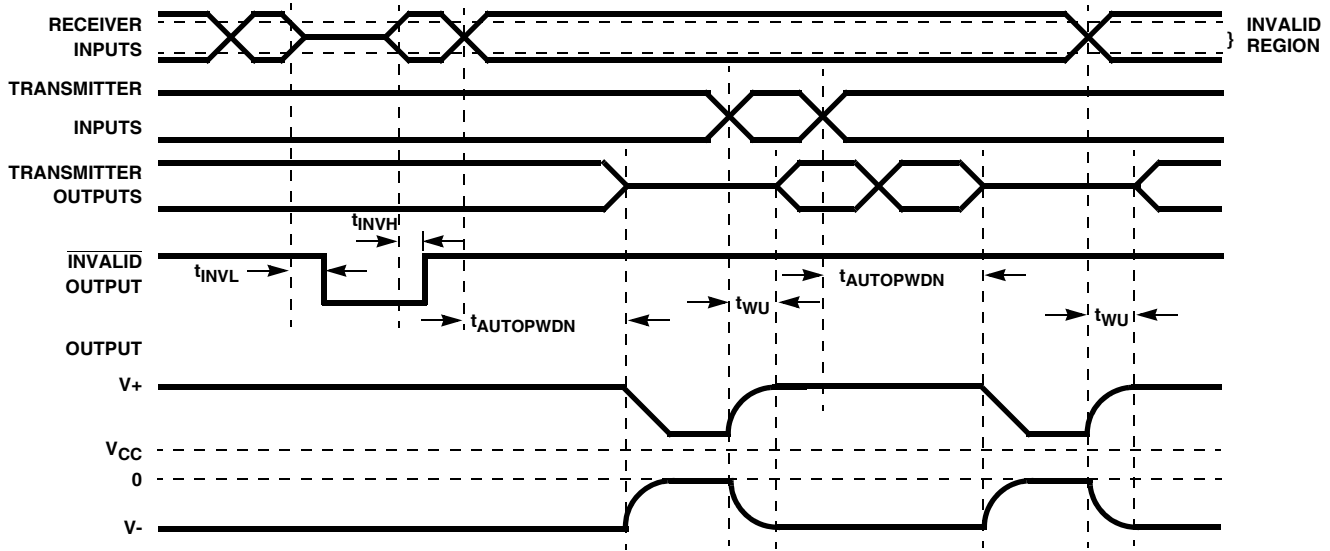 RECEIVER
INPUTS
} INVALID
REGION
TRANSMITTER
INPUTS
TRANSMITTER
OUTPUTS
tINVH
INVALID
OUTPUT
tINVL
tAUTOPWDN
tWU
tAUTOPWDN
tWU
OUTPUT
V+
VCC
0
V-